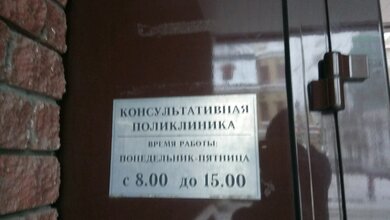 КОНСУЛЬТАТИВНАЯ
ПОЛИКЛИНИКА
ВРЕМЯ РАБОТЫ:
ПОНЕДЕЛЬНИК-ПЯТНИЦА
с 8.00 до 15.00